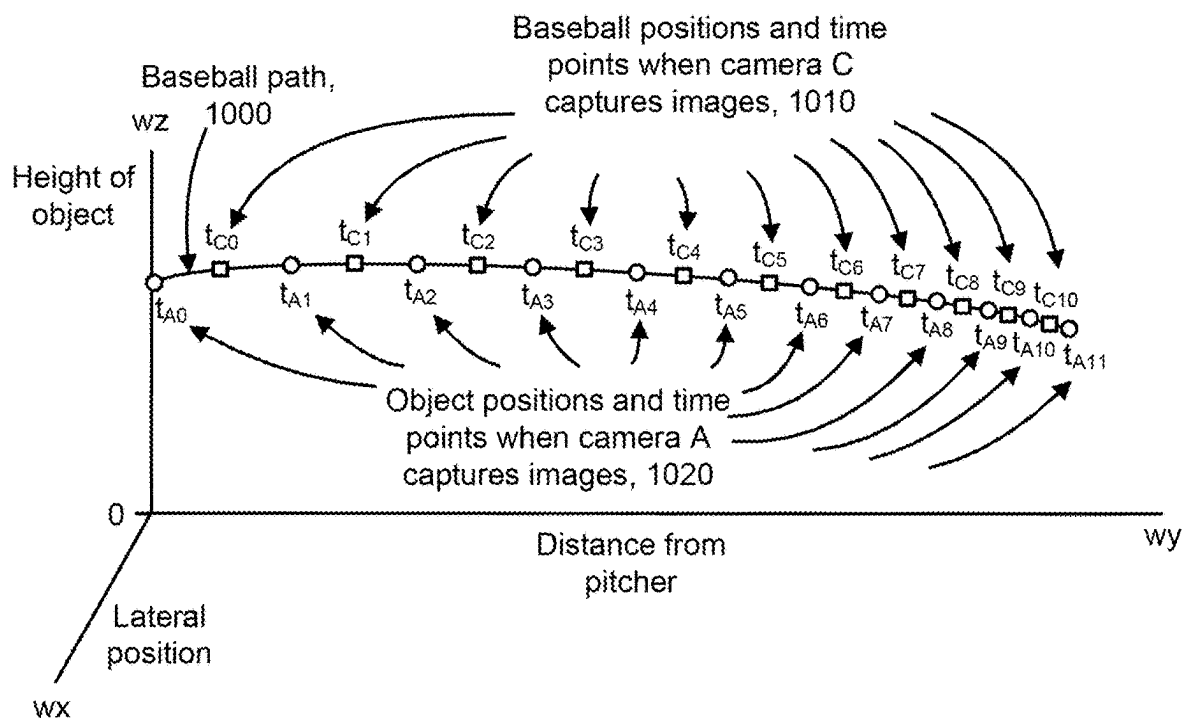 Baseball positions and time
points when camera C
captures images, 1010
Baseball path,
1000
wz
Height of
object
tC0
tC1
tC2
tC3
tC4
tC5
tC6
tC7
tC8
tC9
tC10
tA0
tA1
tA2
tA3
tA4
tA5
tA6
tA7
tA8
tA9
tA10
tA11
Object positions and time
points when camera A
captures images, 1020
0
wy
Distance from
pitcher
Lateral
position
wx